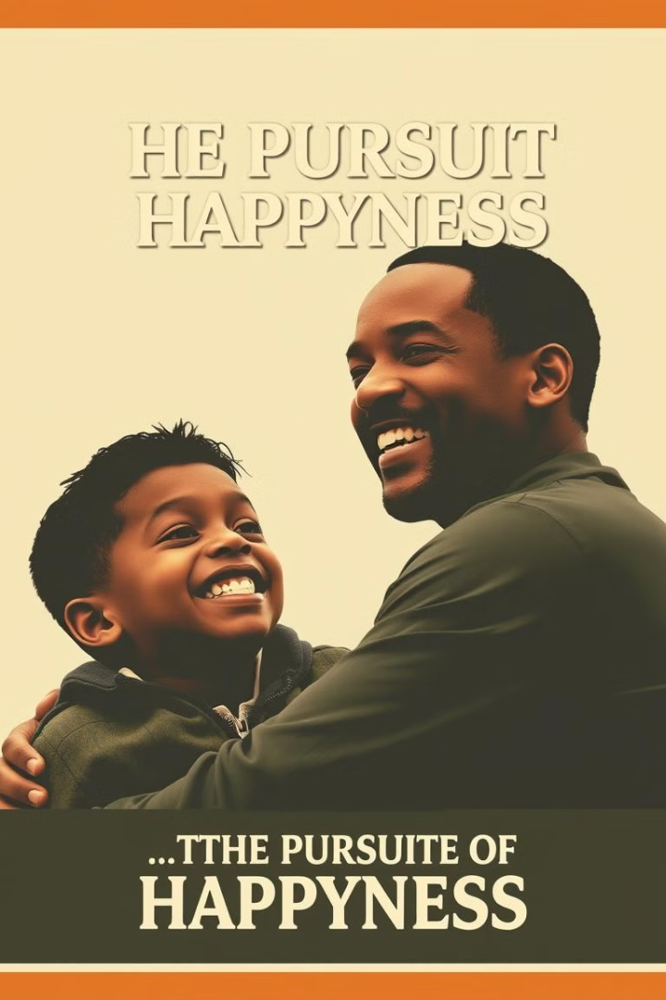 HE PURSUIT
HAPPYNESS
...TTHE PURSUITE OF
HAPPYNESS